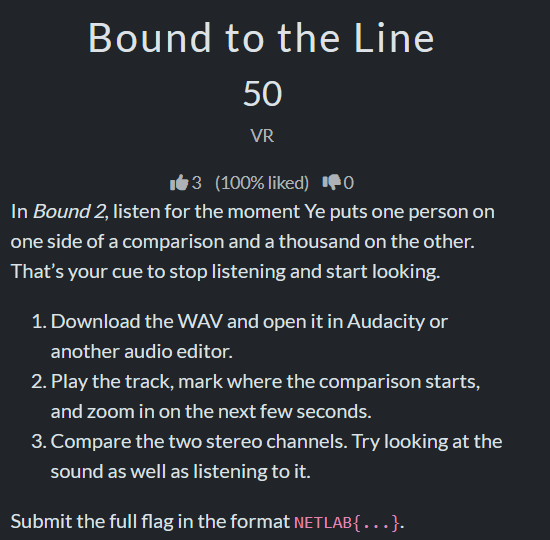 Bound to the Line
50
VR
3 (100% liked) 0
In Bound 2, listen for the moment Ye puts one person on
one side of a comparison and a thousand on the other.
That’s your cue to stop listening and start looking.
1. Download the WAV and open it in Audacity or
another audio editor.
2. Play the track, mark where the comparison starts,
and zoom in on the next few seconds.
3. Compare the two stereo channels. Try looking at the
sound as well as listening to it.
Submit the full flag in the format NETLAB{...}.